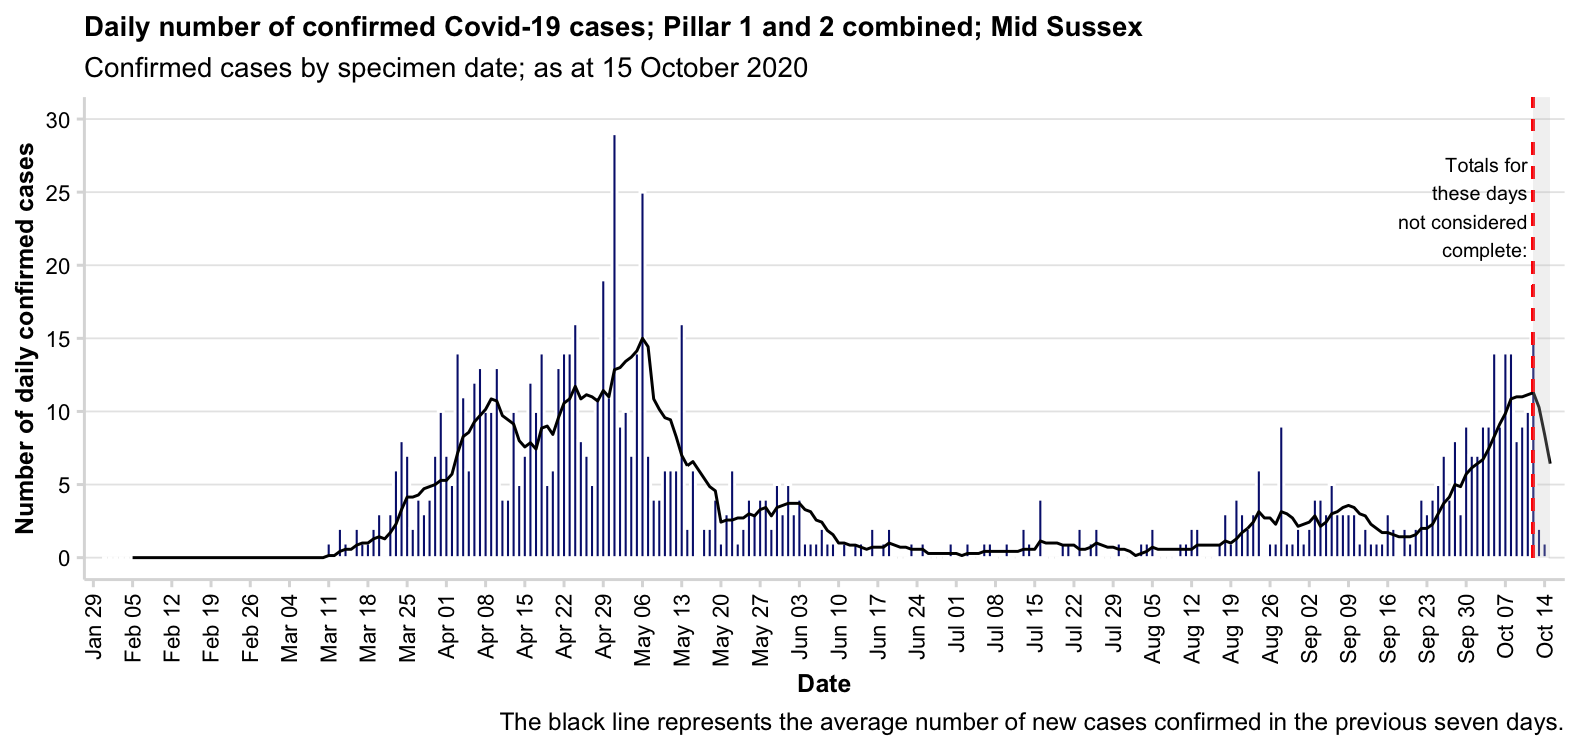 Daily number of confirmed Covid-19 cases; Pillar 1 and 2 combined; Mid Sussex
Confirmed cases by specimen date; as at 15 October 2020
Number of daily confirmed cases
30
25
20
15
10
5
0
Totals for
these days
not considered
complete:
Jan 29
Feb 05
Feb 12
Feb 19
Feb 26
Mar 04
Mar 11
Mar 18
Mar 25
Apr 01
Apr 08
Apr 15
Apr 22
Apr 29
May 06
May 13
May 20
May 27
Jun 03
Jun 10
Jun 17
Jun 24
Jul 01
Jul 08
Jul 15
Jul 22
Jul 29
Aug 05
Aug 12
Aug 19
Aug 26
Sep 02
Sep 09
Sep 16
Sep 23
Sep 30
Oct 07
Oct 14
Date
The black line represents the average number of new cases confirmed in the previous seven days.